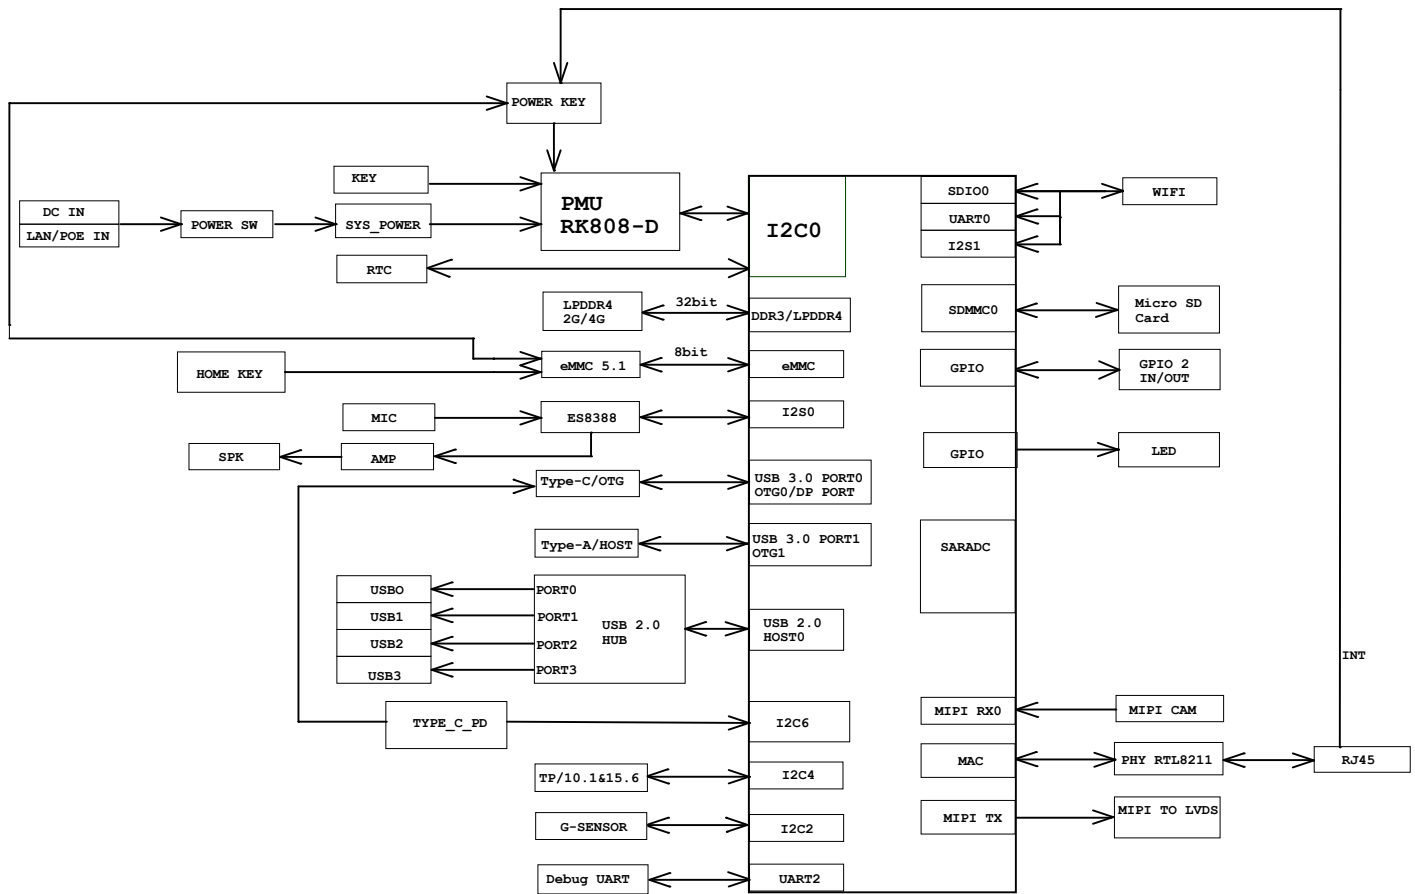 POWER KEY
KEY
PMU
RK808-D
DC IN
LAN/POE IN
POWER SW
SYS_POWER
RTC
I2C0
SDIO0
UART0
I2S1
WIFI
LPDDR4
2G/4G
32bit
DDR3/LPDDR4
SDMMC0
Micro SD
Card
HOME KEY
eMMC 5.1
8bit
eMMC
GPIO
GPIO 2
IN/OUT
MIC
ES8388
I2S0
SPK
AMP
GPIO
LED
Type-C/OTG
USB 3.0 PORT0
OTG0/DP PORT
Type-A/HOST
USB 3.0 PORT1
OTG1
SARADC
USBO
USB1
USB2
USB3
PORT0
PORT1
PORT2
PORT3
USB 2.0
HUB
USB 2.0
HOST0
INT
TYPE_C_PD
I2C6
MIPI RX0
MIPI CAM
TP/10.1&15.6
I2C4
MAC
PHY RTL8211
RJ45
G-SENSOR
I2C2
MIPI TX
MIPI TO LVDS
Debug UART
UART2